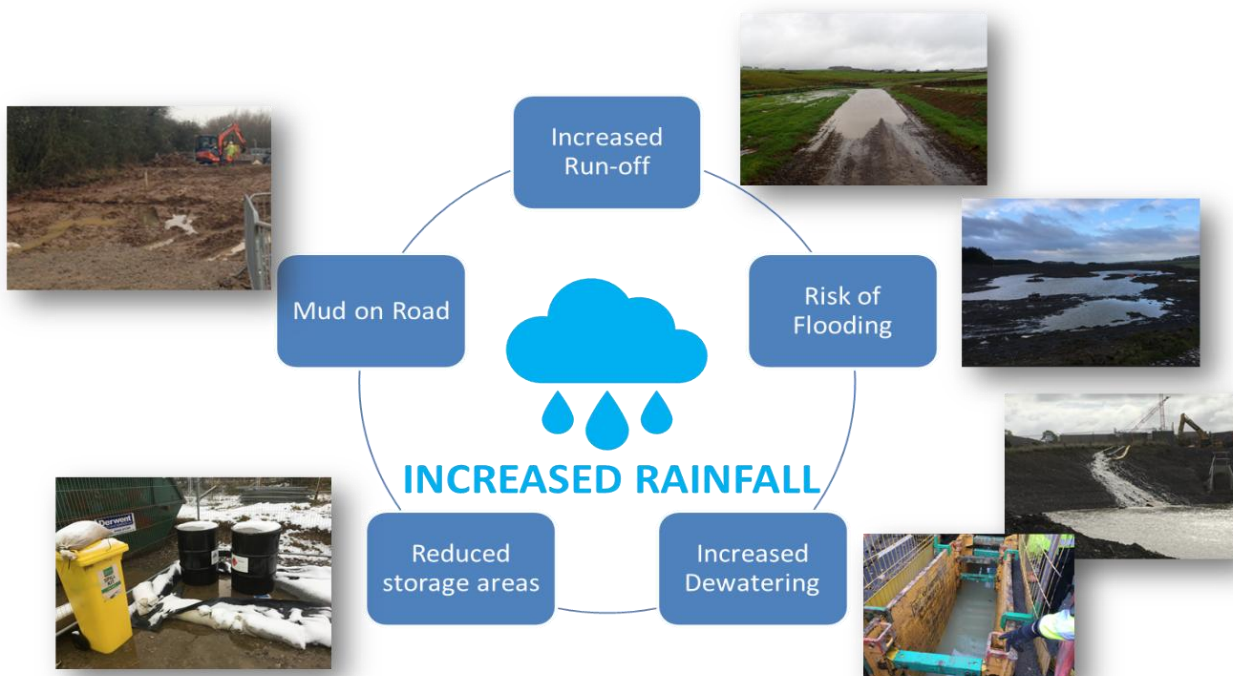 Increased
Run-off
Mud on Road
Risk of
Flooding
INCREASED RAINFALL
Reduced
storage areas
Increased
Dewatering
Derwent